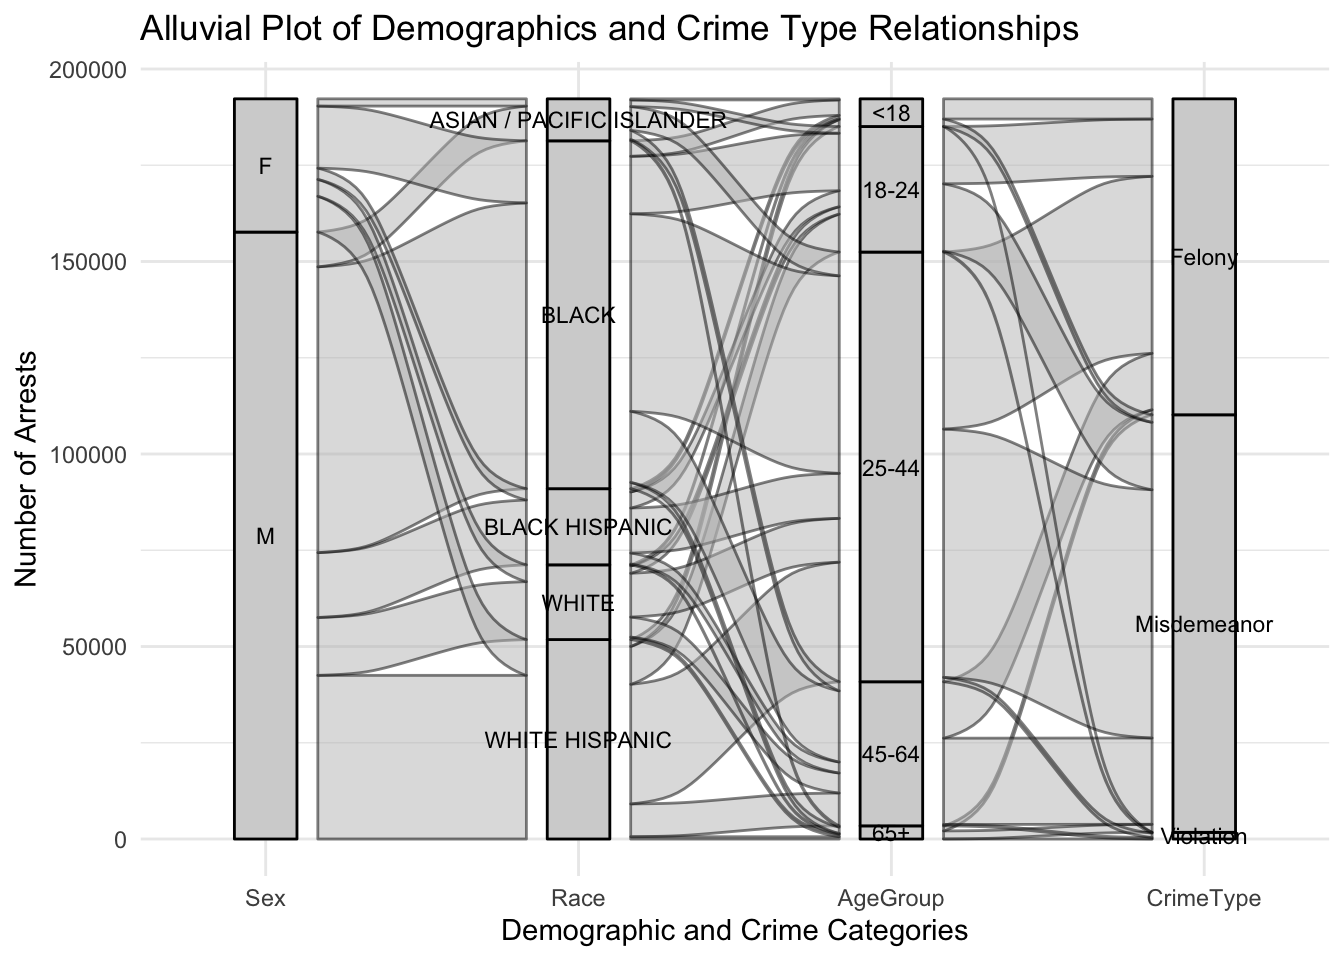 Alluvial Plot of Demographics and Crime Type Relationships
200000
150000
100000
50000
0
Number of Arrests
F
M
ASIAN / PACIFIC ISLANDER
BLACK
BLACK HISPANIC
WHITE
WHITE HISPANIC
<18
18-24
25-44
45-64
65+
Felony
Misdemeanor
Violation
Sex
Race
AgeGroup
CrimeType
Demographic and Crime Categories